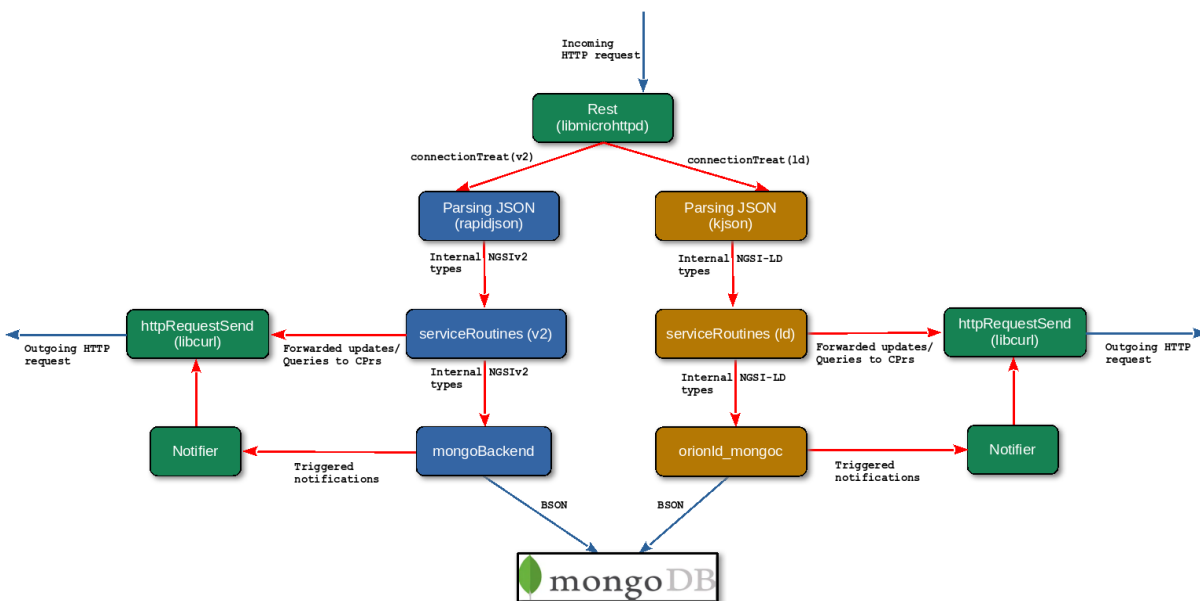 Incoming
HTTP request
Rest
(libmicrohttpd)
connectionTreat(v2)
connectionTreat(ld)
Parsing JSON
(rapidjson)
Parsing JSON
(kjson)
Internal NGSIv2
types
Internal NGSI-LD
types
httpRequestSend
(libcurl)
serviceRoutines (v2)
serviceRoutines (ld)
httpRequestSend
(libcurl)
Outgoing HTTP
request
Forwarded updates/
Queries to CPrs
Forwarded updates/
Queries to CPrs
Outgoing HTTP
request
Internal NGSIv2
types
Internal NGSI-LD
types
Notifier
mongoBackend
orionld_mongoc
Notifier
Triggered
notifications
Triggered
notifications
BSON
BSON
mongoDB